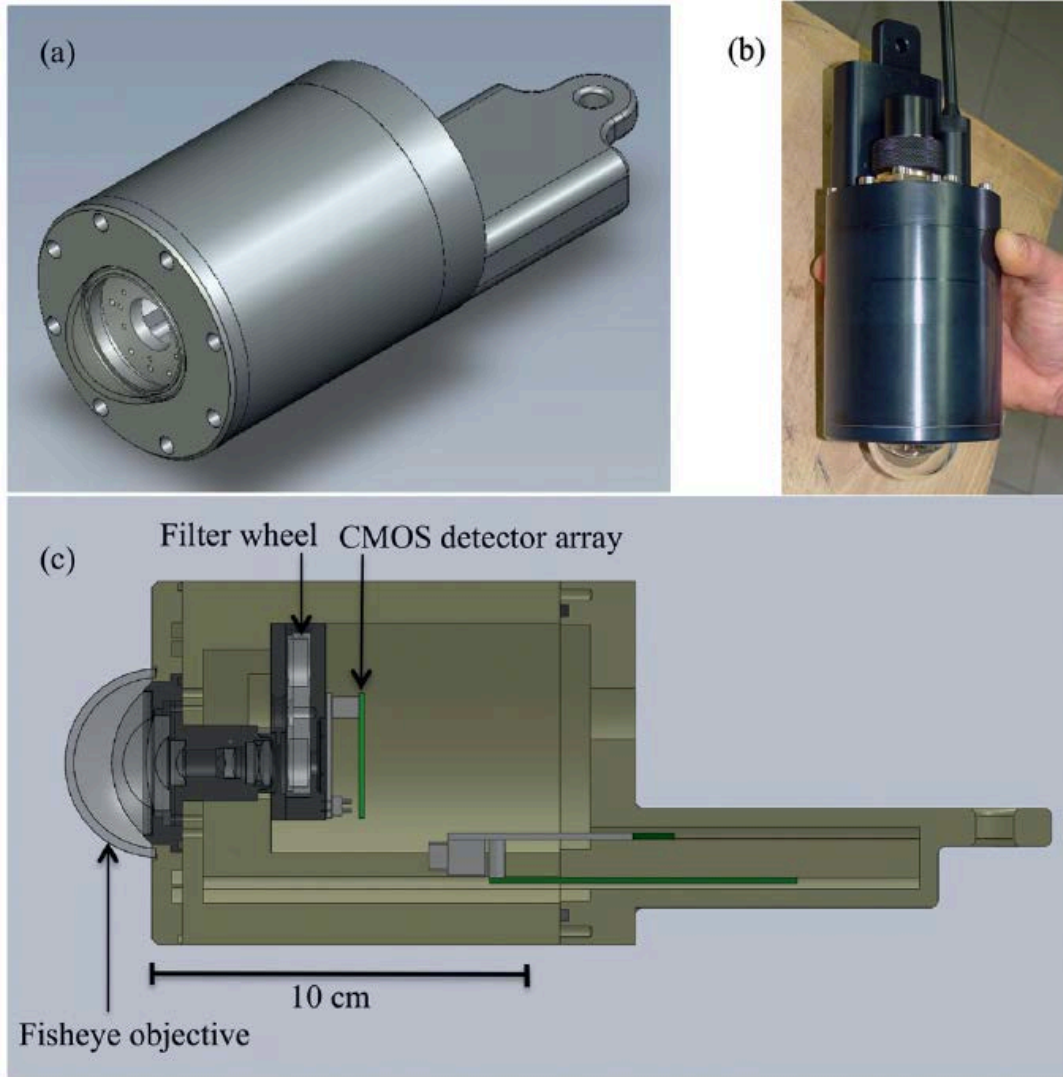 (a)
(b)
(c)
Filter wheel
CMOS detector array
10 cm
Fisheye objective